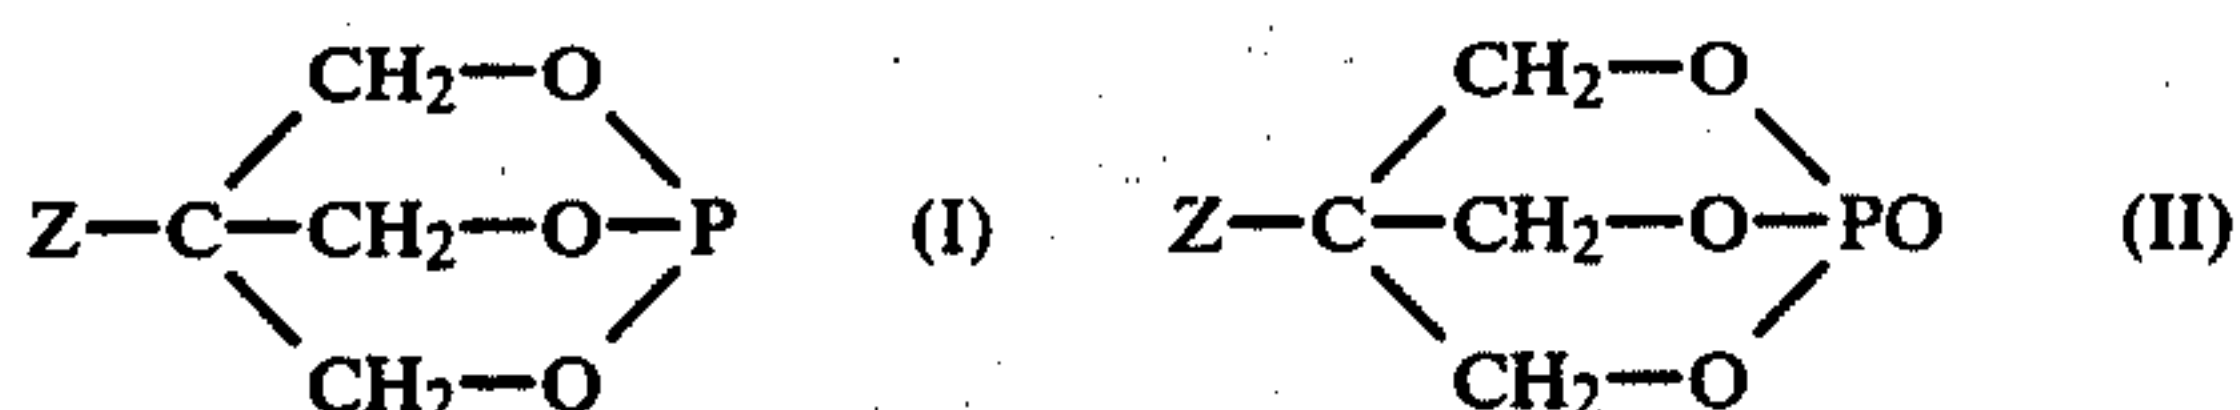 CH₂—O CH₂—O
Z—C—CH₂—O—P (I) Z—C—CH₂—O—PO (II)
CH₂—O CH₂—O